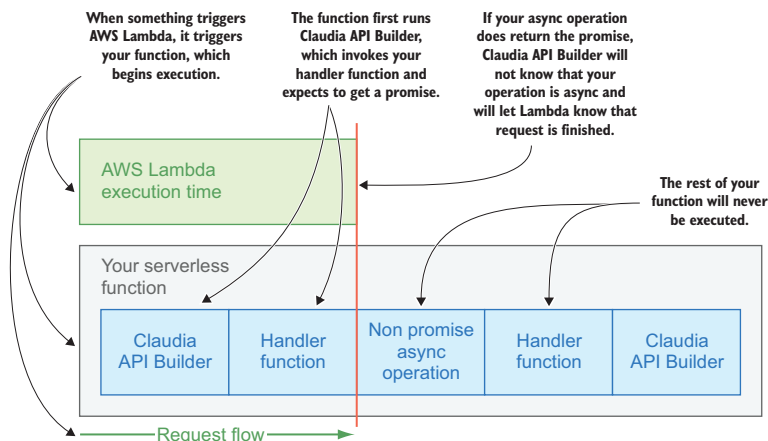 When something triggers
AWS Lambda, it triggers
your function, which
begins execution.
The function first runs
Claudia API Builder,
which invokes your
handler function and
expects to get a promise.
If your async operation
does return the promise,
Claudia API Builder will
not know that your
operation is async and
will let Lambda know that
request is finished.
AWS Lambda
execution time
The rest of your
function will never
be executed.
Your serverless
function
Claudia
API Builder
Handler
function
Non promise
async
operation
Handler
function
Claudia
API Builder
Request flow